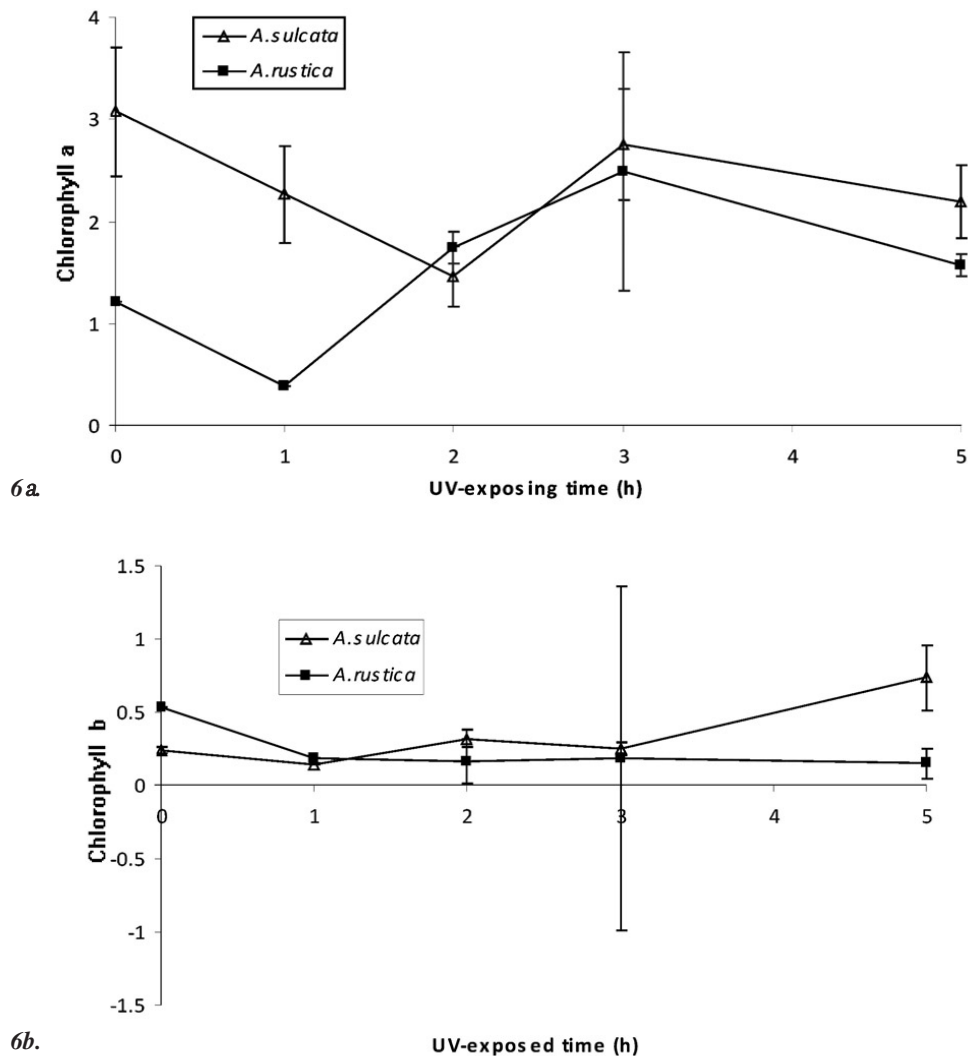 4
A.sulcata
A.rustica
3
Chlorophyll a
2
1
0
0 1 2 3 4 5
UV-exposing time (h)
6a.
1.5
A.sulcata
1
A.rustica
0.5
Chlorophyll b
0
0 1 2 3 4 5
-0.5
-1
-1.5
6b.
UV-exposed time (h)